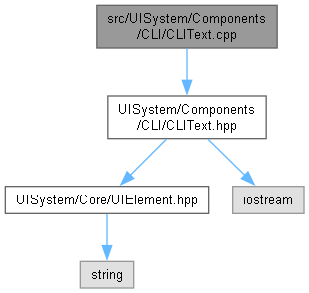 src/UISystem/Components
/CLI/CLIText.cpp
UISystem/Components
/CLI/CLIText.hpp
UISystem/Core/UIElement.hpp
iostream
string